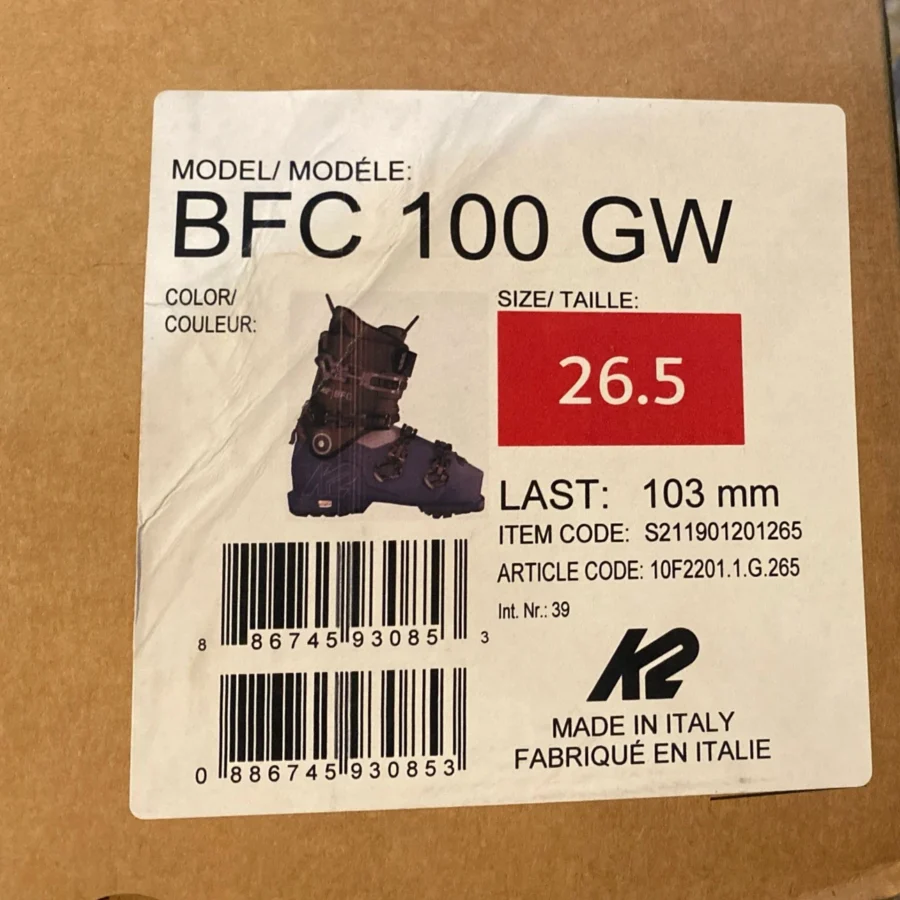 MODEL/ MODÉLE:
BFC 100 GW
COLOR/
COULEUR:
SIZE/ TAILLE:
26.5
BFC
LAST: 103 mm
ITEM CODE: S211901201265
ARTICLE CODE: 10F2201.1.G.265
Int. Nr.: 39
8 86745 93085 3
0 886745 930853
K2
MADE IN ITALY
FABRIQUÉ EN ITALIE